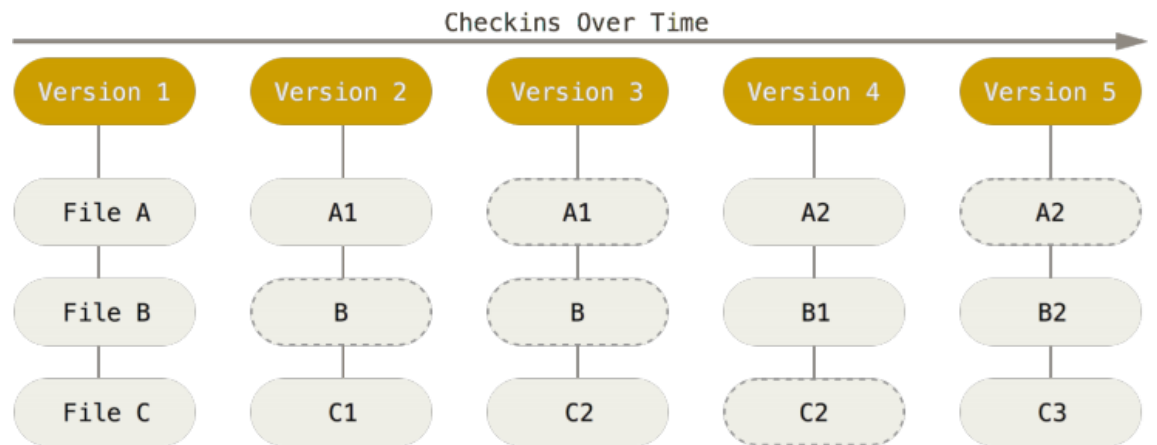 Checkins Over Time
Version 1 Version 2 Version 3 Version 4 Version 5
File A A1 A1 A2 A2
File B B B B1 B2
File C C1 C2 C2 C3